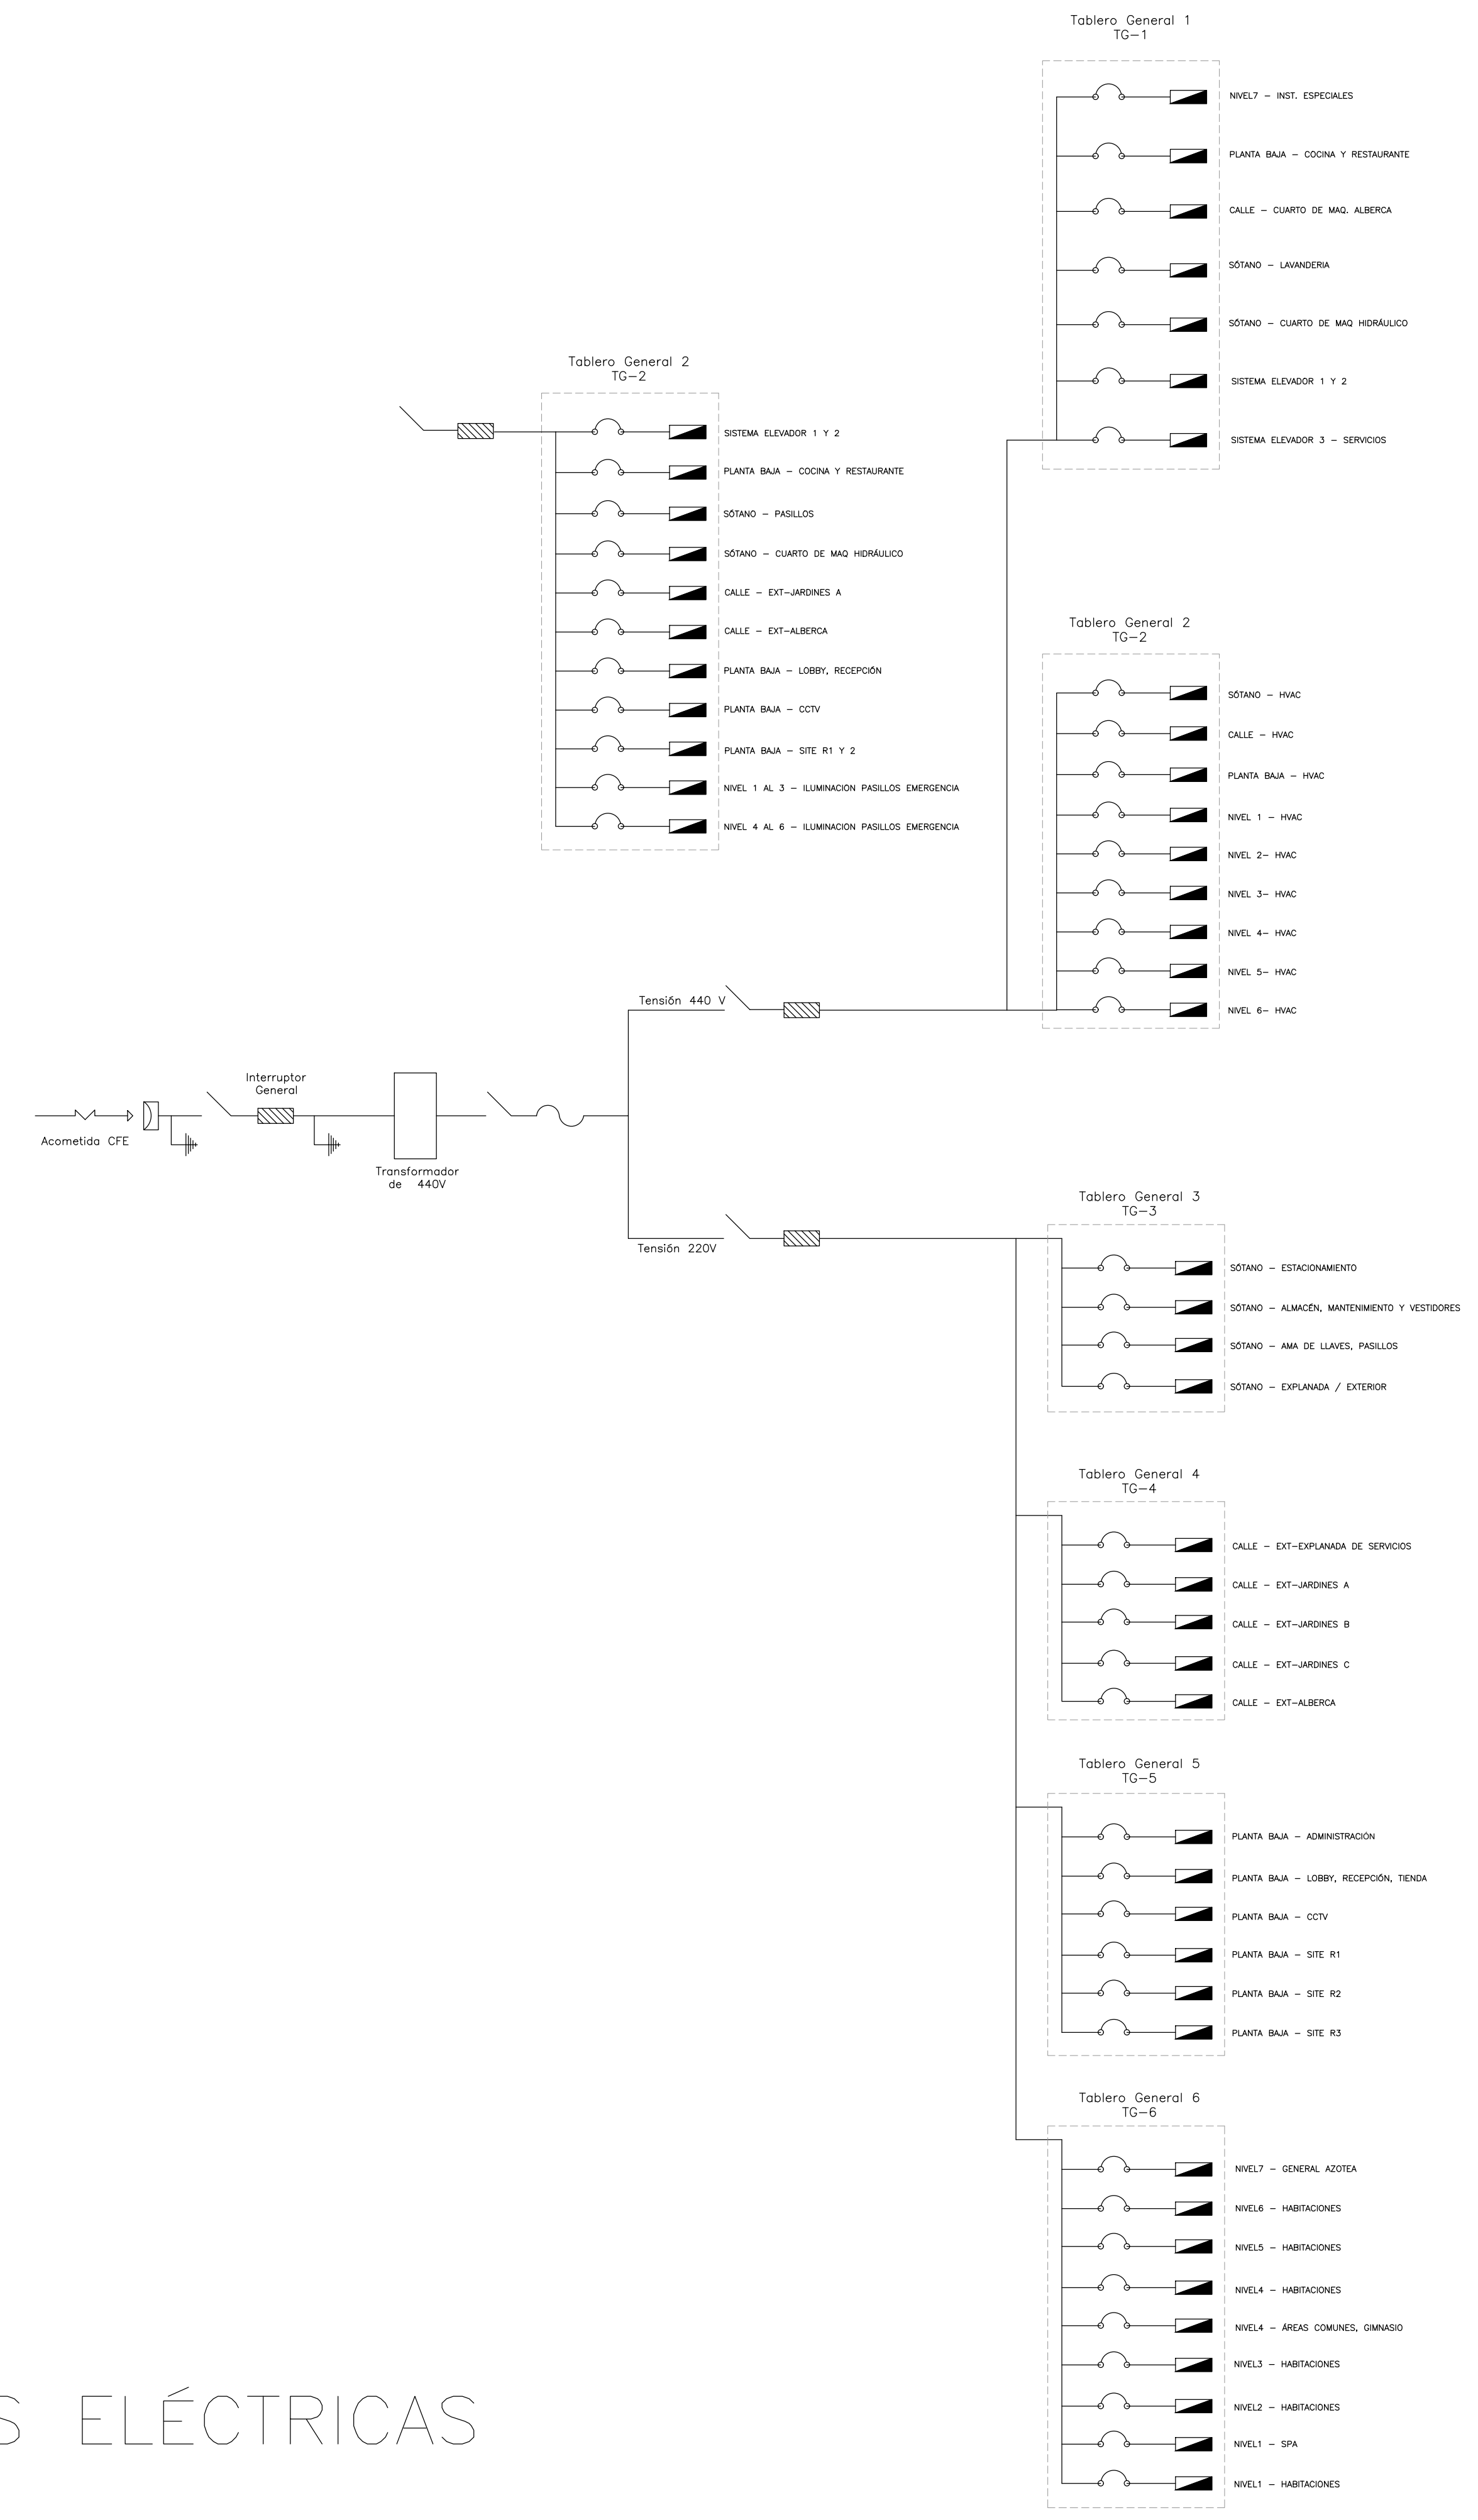 Tablero General 1
TG-1
NIVEL7 - INST. ESPECIALES
PLANTA BAJA - COCINA Y RESTAURANTE
CALLE - CUARTO DE MAQ. ALBERCA
SÓTANO - LAVANDERIA
SÓTANO - CUARTO DE MAQ HIDRÁULICO
SISTEMA ELEVADOR 1 Y 2
SISTEMA ELEVADOR 3 - SERVICIOS
Tablero General 2
TG-2
SISTEMA ELEVADOR 1 Y 2
PLANTA BAJA - COCINA Y RESTAURANTE
SÓTANO - PASILLOS
SÓTANO - CUARTO DE MAQ HIDRÁULICO
CALLE - EXT-JARDINES A
CALLE - EXT-ALBERCA
PLANTA BAJA - LOBBY, RECEPCIÓN
PLANTA BAJA - CCTV
PLANTA BAJA - SITE R1 Y 2
NIVEL 1 AL 3 - ILUMINACION PASILLOS EMERGENCIA
NIVEL 4 AL 6 - ILUMINACION PASILLOS EMERGENCIA
Tablero General 2
TG-2
SÓTANO - HVAC
CALLE - HVAC
PLANTA BAJA - HVAC
NIVEL 1 - HVAC
NIVEL 2- HVAC
NIVEL 3- HVAC
NIVEL 4- HVAC
NIVEL 5- HVAC
NIVEL 6- HVAC
Tensión 440 V
Interruptor
General
Acometida CFE
Transformador
de 440V
Tensión 220V
Tablero General 3
TG-3
SÓTANO - ESTACIONAMIENTO
SÓTANO - ALMACÉN, MANTENIMIENTO Y VESTIDORES
SÓTANO - AMA DE LLAVES, PASILLOS
SÓTANO - EXPLANADA / EXTERIOR
Tablero General 4
TG-4
CALLE - EXT-EXPLANADA DE SERVICIOS
CALLE - EXT-JARDINES A
CALLE - EXT-JARDINES B
CALLE - EXT-JARDINES C
CALLE - EXT-ALBERCA
Tablero General 5
TG-5
PLANTA BAJA - ADMINISTRACIÓN
PLANTA BAJA - LOBBY, RECEPCIÓN, TIENDA
PLANTA BAJA - CCTV
PLANTA BAJA - SITE R1
PLANTA BAJA - SITE R2
PLANTA BAJA - SITE R3
Tablero General 6
TG-6
NIVEL7 - GENERAL AZOTEA
NIVEL6 - HABITACIONES
NIVEL5 - HABITACIONES
NIVEL4 - HABITACIONES
NIVEL4 - ÁREAS COMUNES, GIMNASIO
NIVEL3 - HABITACIONES
NIVEL2 - HABITACIONES
NIVEL1 - SPA
NIVEL1 - HABITACIONES
S ELÉCTRICAS